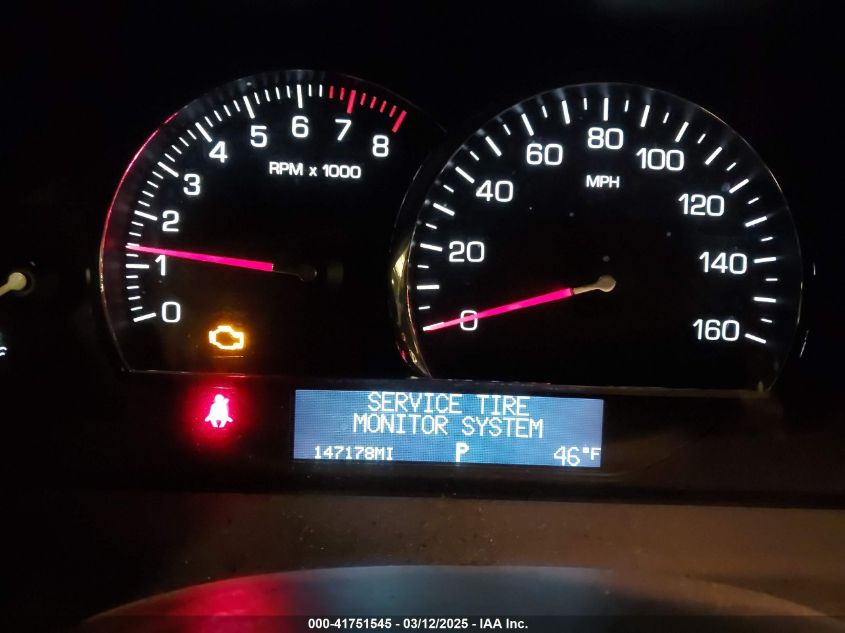 0 1 2 3 4 5 6 7 8
RPM x 1000
0 20 40 60 80 100 120 140 160
MPH
SERVICE TIRE
MONITOR SYSTEM
147178MI P 46°F
000-41751545 - 03/12/2025 - IAA Inc.